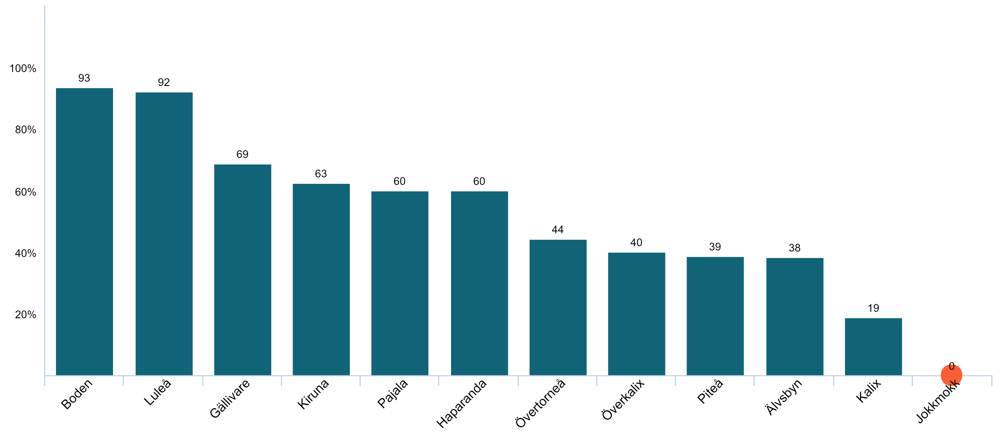 100%
80%
60%
40%
20%
93
92
69
63
60
60
44
40
39
38
19
0
Boden
Luleå
Gällivare
Kiruna
Pajala
Haparanda
Övertorneå
Överkalix
Piteå
Älvsbyn
Kalix
Jokkmokk